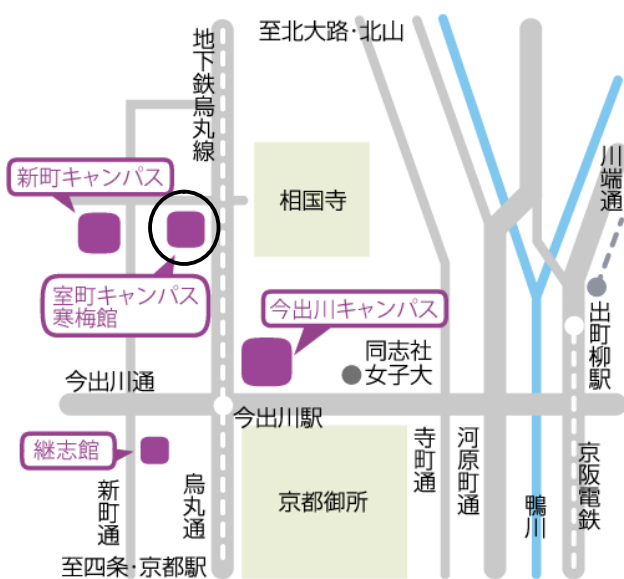 至北大路・北山
地下鉄烏丸線
新町キャンパス
相国寺
川端通
室町キャンパス
寒梅館
今出川キャンパス
出町柳駅
同志社
女子大
今出川通
今出川駅
継志館
新町通
烏丸通
京都御所
寺町通
河原町通
鴨川
京阪電鉄
至四条・京都駅